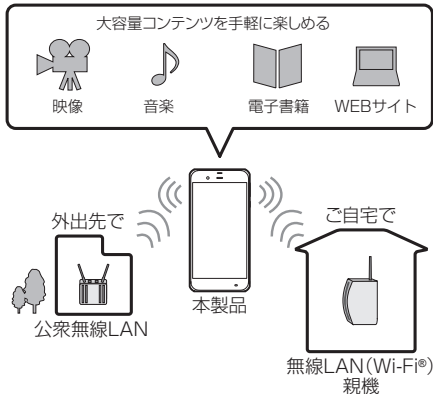 大容量コンテンツを手軽に楽しめる
映像
音楽
電子書籍
WEBサイト
外出先で
ご自宅で
公衆無線LAN
本製品
無線LAN(Wi-Fi®)
親機